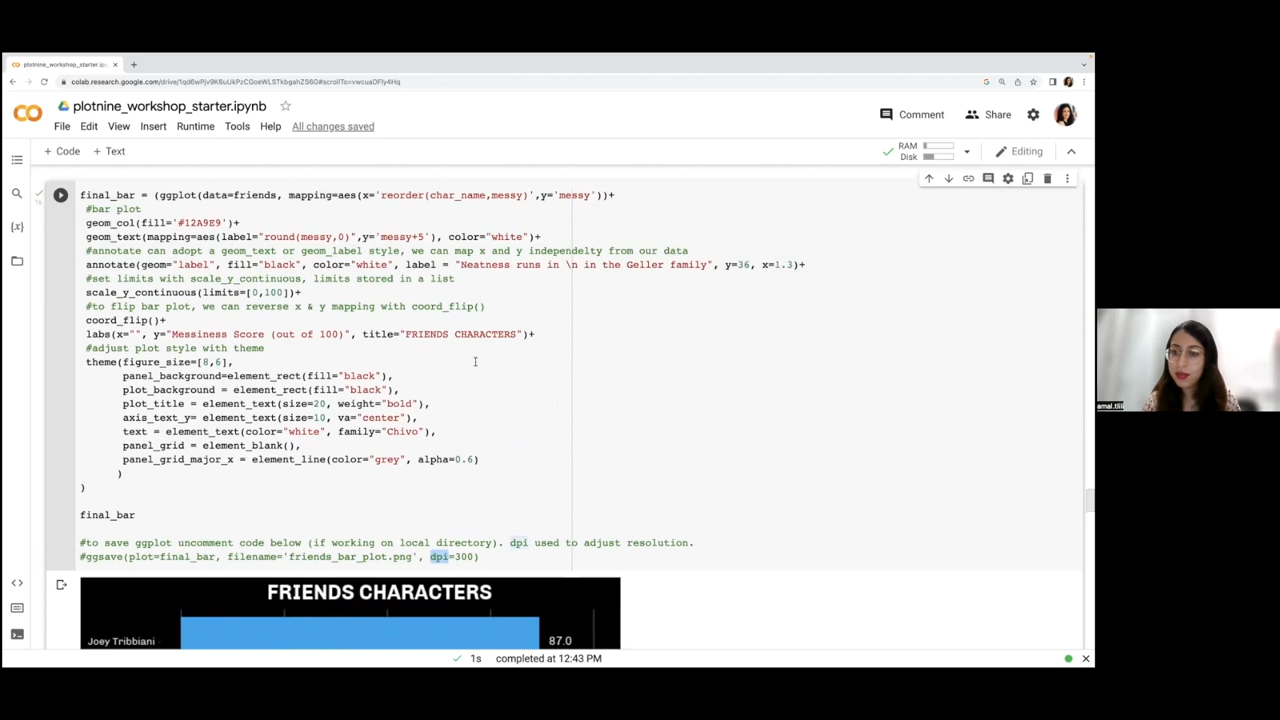 plotnine_workshop_starter.ipynb
colab.research.google.com/drive/1qd6wPjv9K6uUkPzCGoeWLSTkbgahZS6G#scrollTo=vwcuaDFly4Hq
plotnine_workshop_starter.ipynb
File Edit View Insert Runtime Tools Help All changes saved
Comment Share
+ Code + Text
RAM
Disk
Editing
final_bar = (ggplot(data=friends, mapping=aes(x='reorder(char_name,messy)',y='messy'))+
#bar plot
geom_col(fill='#12A9E9')+
geom_text(mapping=aes(label="round(messy,0)",y='messy+5'), color="white")+
#annotate can adopt a geom_text or geom_label style, we can map x and y independelty from our data
annotate(geom="label", fill="black", color="white", label = "Neatness runs in \n in the Geller family", y=36, x=1.3)+
#set limits with scale_y_continuous, limits stored in a list
scale_y_continuous(limits=[0,100])+
#to flip bar plot, we can reverse x & y mapping with coord_flip()
coord_flip()+
labs(x="", y="Messiness Score (out of 100)", title="FRIENDS CHARACTERS")+
#adjust plot style with theme
theme(figure_size=[8,6],
panel_background=element_rect(fill="black"),
plot_background = element_rect(fill="black"),
plot_title = element_text(size=20, weight="bold"),
axis_text_y= element_text(size=10, va="center"),
text = element_text(color="white", family="Chivo"),
panel_grid = element_blank(),
panel_grid_major_x = element_line(color="grey", alpha=0.6)
)
)
final_bar
#to save ggplot uncomment code below (if working on local directory). dpi used to adjust resolution.
#ggsave(plot=final_bar, filename='friends_bar_plot.png', dpi=300)
FRIENDS CHARACTERS
Joey Tribbiani
87.0
1s completed at 12:43 PM
amal.tlili